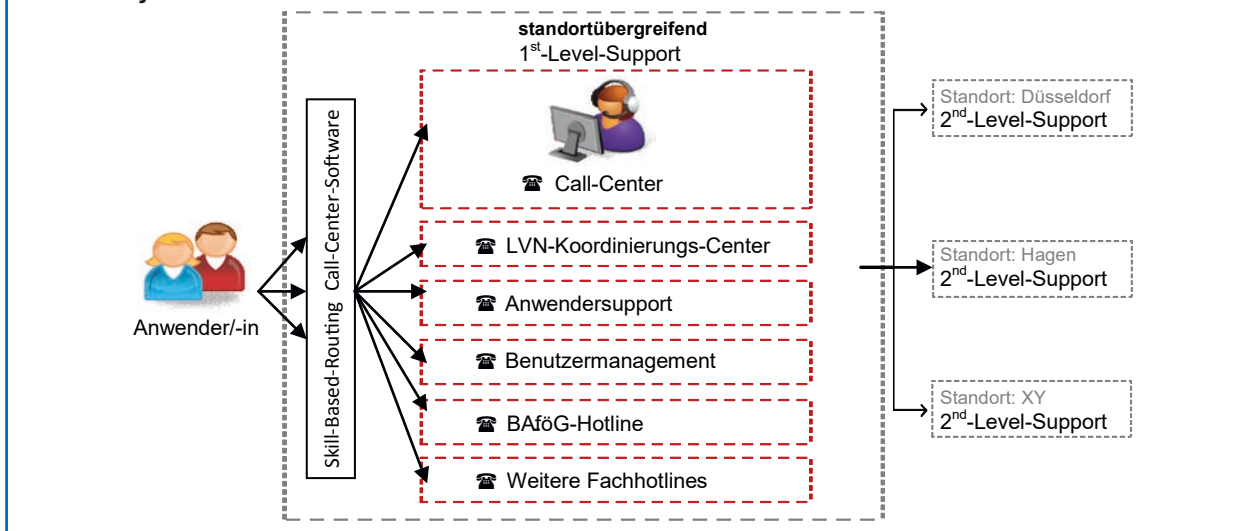 standortübergreifend
1st-Level-Support
Skill-Based-Routing Call-Center-Software
Anwender/-in
☎ Call-Center
☎ LVN-Koordinierungs-Center
☎ Anwendersupport
☎ Benutzermanagement
☎ BAföG-Hotline
☎ Weitere Fachhotlines
Standort: Düsseldorf
2nd-Level-Support
Standort: Hagen
2nd-Level-Support
Standort: XY
2nd-Level-Support